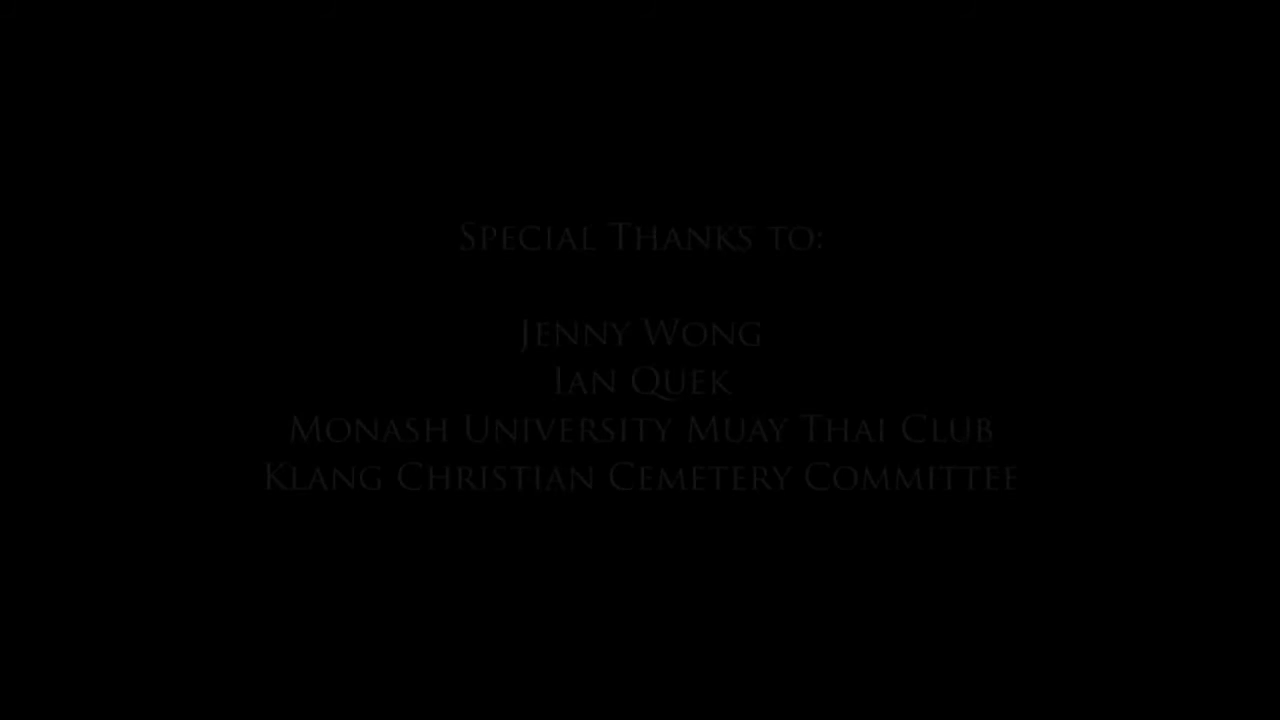 Special Thanks to:
Jenny Wong
Ian Quek
Monash University Muay Thai Club
Klang Christian Cemetery Committee